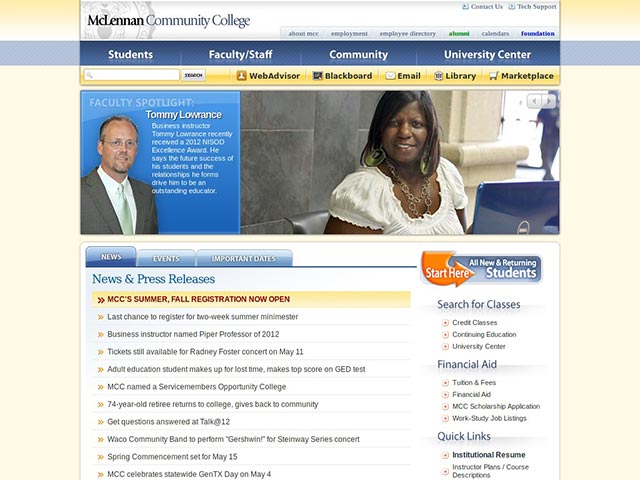 McLennan Community College
Contact Us
Tech Support
about mcc
employment
employee directory
alumni
calendars
foundation
Students
Faculty/Staff
Community
University Center
SEARCH
WebAdvisor
Blackboard
Email
Library
Marketplace
FACULTY SPOTLIGHT:
Tommy Lowrance
Business instructor
Tommy Lowrance recently
received a 2012 NISOD
Excellence Award. He
says the future success of
his students and the
relationships he forms
drive him to be an
outstanding educator.
NEWS
EVENTS
IMPORTANT DATES
News & Press Releases
MCC'S SUMMER, FALL REGISTRATION NOW OPEN
Last chance to register for two-week summer minimester
Business instructor named Piper Professor of 2012
Tickets still available for Radney Foster concert on May 11
Adult education student makes up for lost time, makes top score on GED test
MCC named a Servicemembers Opportunity College
74-year-old retiree returns to college, gives back to community
Get questions answered at Talk@12
Waco Community Band to perform "Gershwin!" for Steinway Series concert
Spring Commencement set for May 15
MCC celebrates statewide GenTX Day on May 4
Start Here
All New & Returning
Students
Search for Classes
Credit Classes
Continuing Education
University Center
Financial Aid
Tuition & Fees
Financial Aid
MCC Scholarship Application
Work-Study Job Listings
Quick Links
Institutional Resume
Instructor Plans / Course
Descriptions